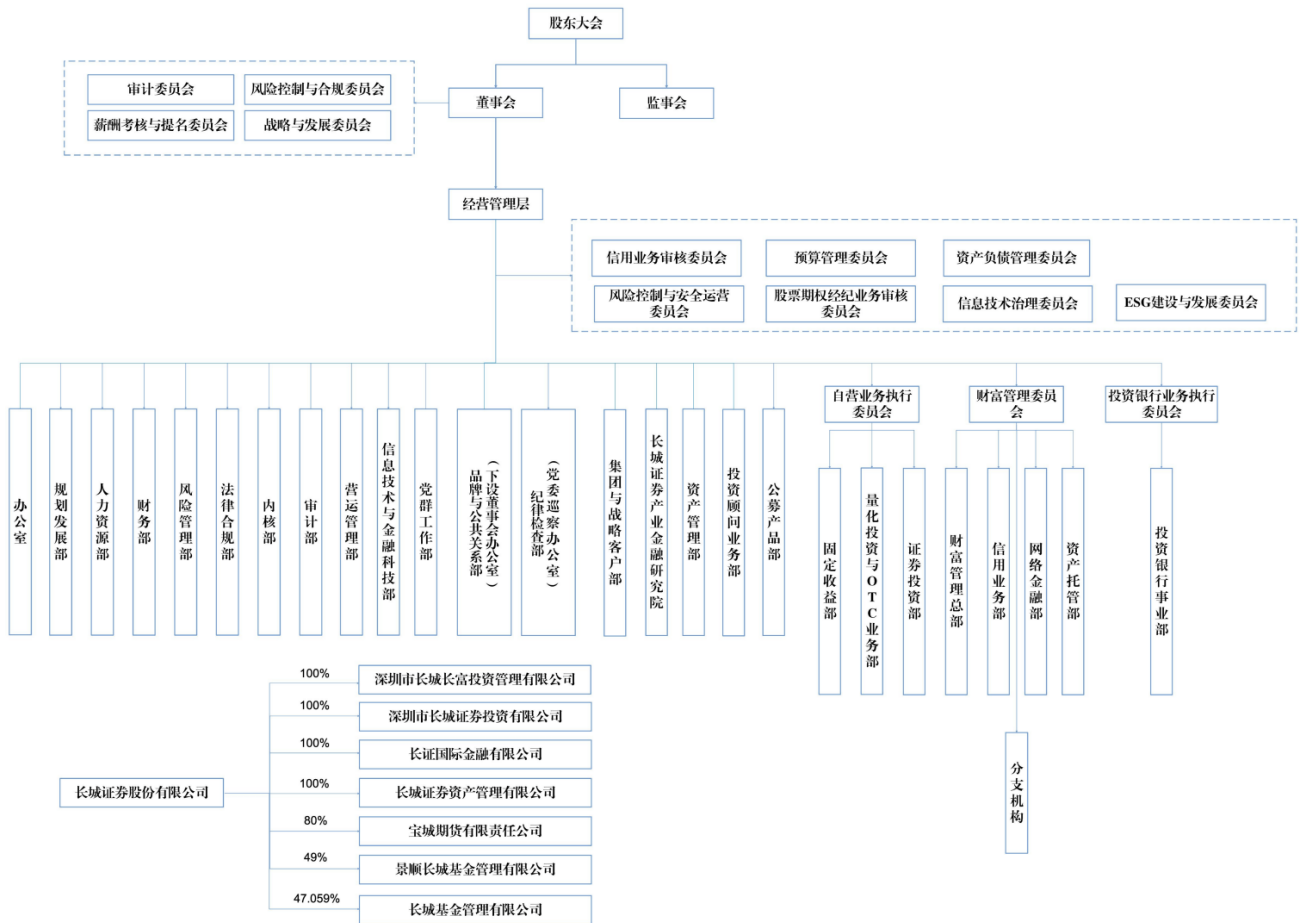 股东大会
董事会
监事会
审计委员会
风险控制与合规委员会
薪酬考核与提名委员会
战略与发展委员会
经营管理层
信用业务审核委员会
预算管理委员会
资产负债管理委员会
风险控制与安全运营
委员会
股票期权经纪业务审核
委员会
信息技术治理委员会
ESG建设与发展委员会
办公室
规划发展部
人力资源部
财务部
风险管理部
法律合规部
内核部
审计部
营运管理部
信息技术与金融科技部
党群工作部
品牌与公共关系部
（下设董事会办公室）
纪律检查部
（党委巡察办公室）
集团与战略客户部
长城证券产业金融研究院
资产管理部
投资顾问业务部
公募产品部
自营业务执行
委员会
固定收益部
量化投资与OTC业务部
证券投资部
财富管理委员
会
财富管理总部
信用业务部
网络金融部
资产托管部
分支机构
投资银行业务执行
委员会
投资银行事业部
长城证券股份有限公司
100%
深圳市长城长富投资管理有限公司
100%
深圳市长城证券投资有限公司
100%
长证国际金融有限公司
100%
长城证券资产管理有限公司
80%
宝城期货有限责任公司
49%
景顺长城基金管理有限公司
47.059%
长城基金管理有限公司